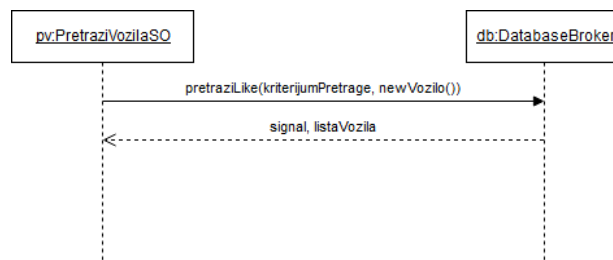 pv:PretraziVozilaSO
db:DatabaseBroker
pretraziLike(kriterijumPretrage, newVozilo())
signal, listaVozila